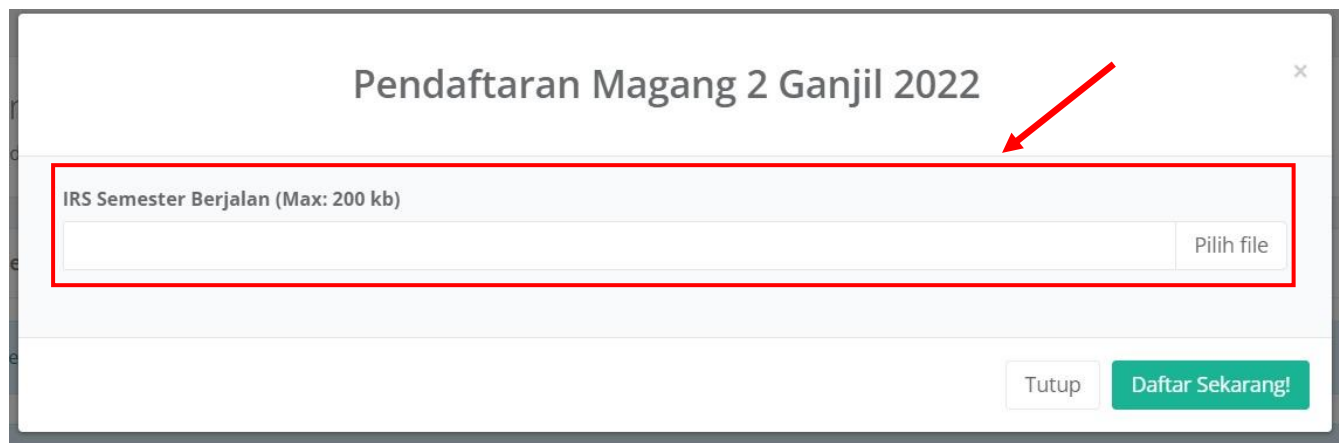 Pendaftaran Magang 2 Ganjil 2022
×
IRS Semester Berjalan (Max: 200 kb)
Pilih file
Tutup
Daftar Sekarang!